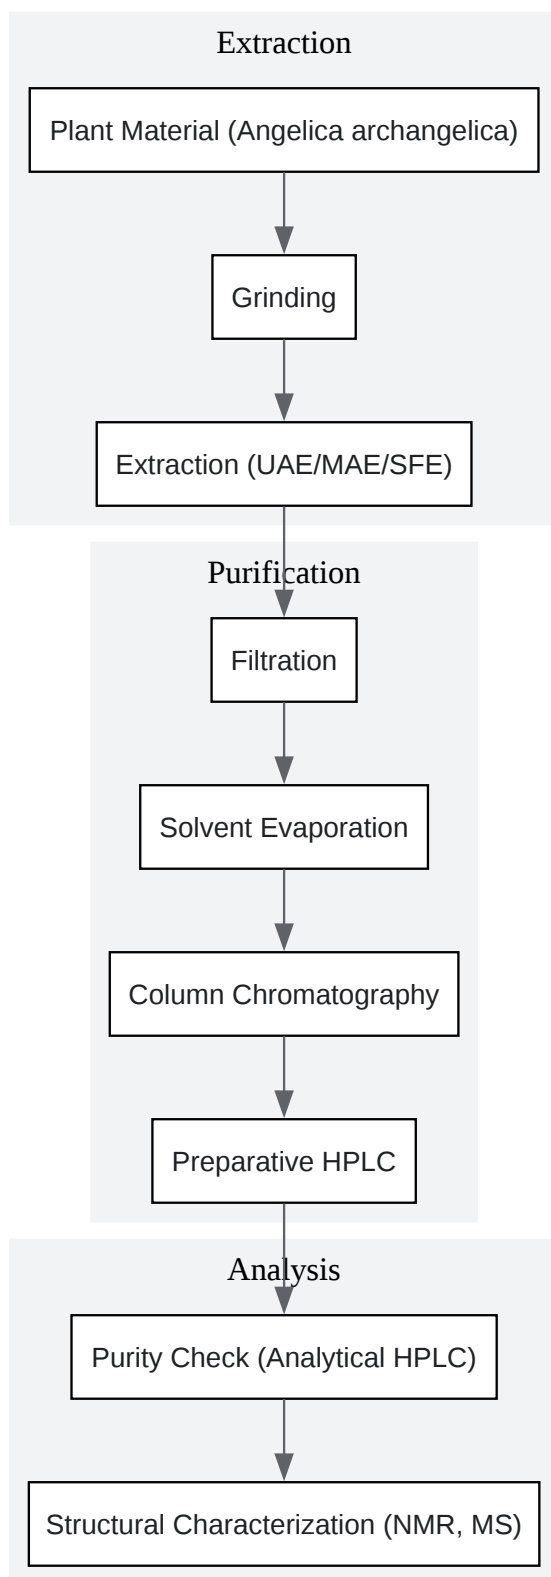 Extraction
Plant Material (Angelica archangelica)
Grinding
Extraction (UAE/MAE/SFE)
Purification
Filtration
Solvent Evaporation
Column Chromatography
Preparative HPLC
Analysis
Purity Check (Analytical HPLC)
Structural Characterization (NMR, MS)